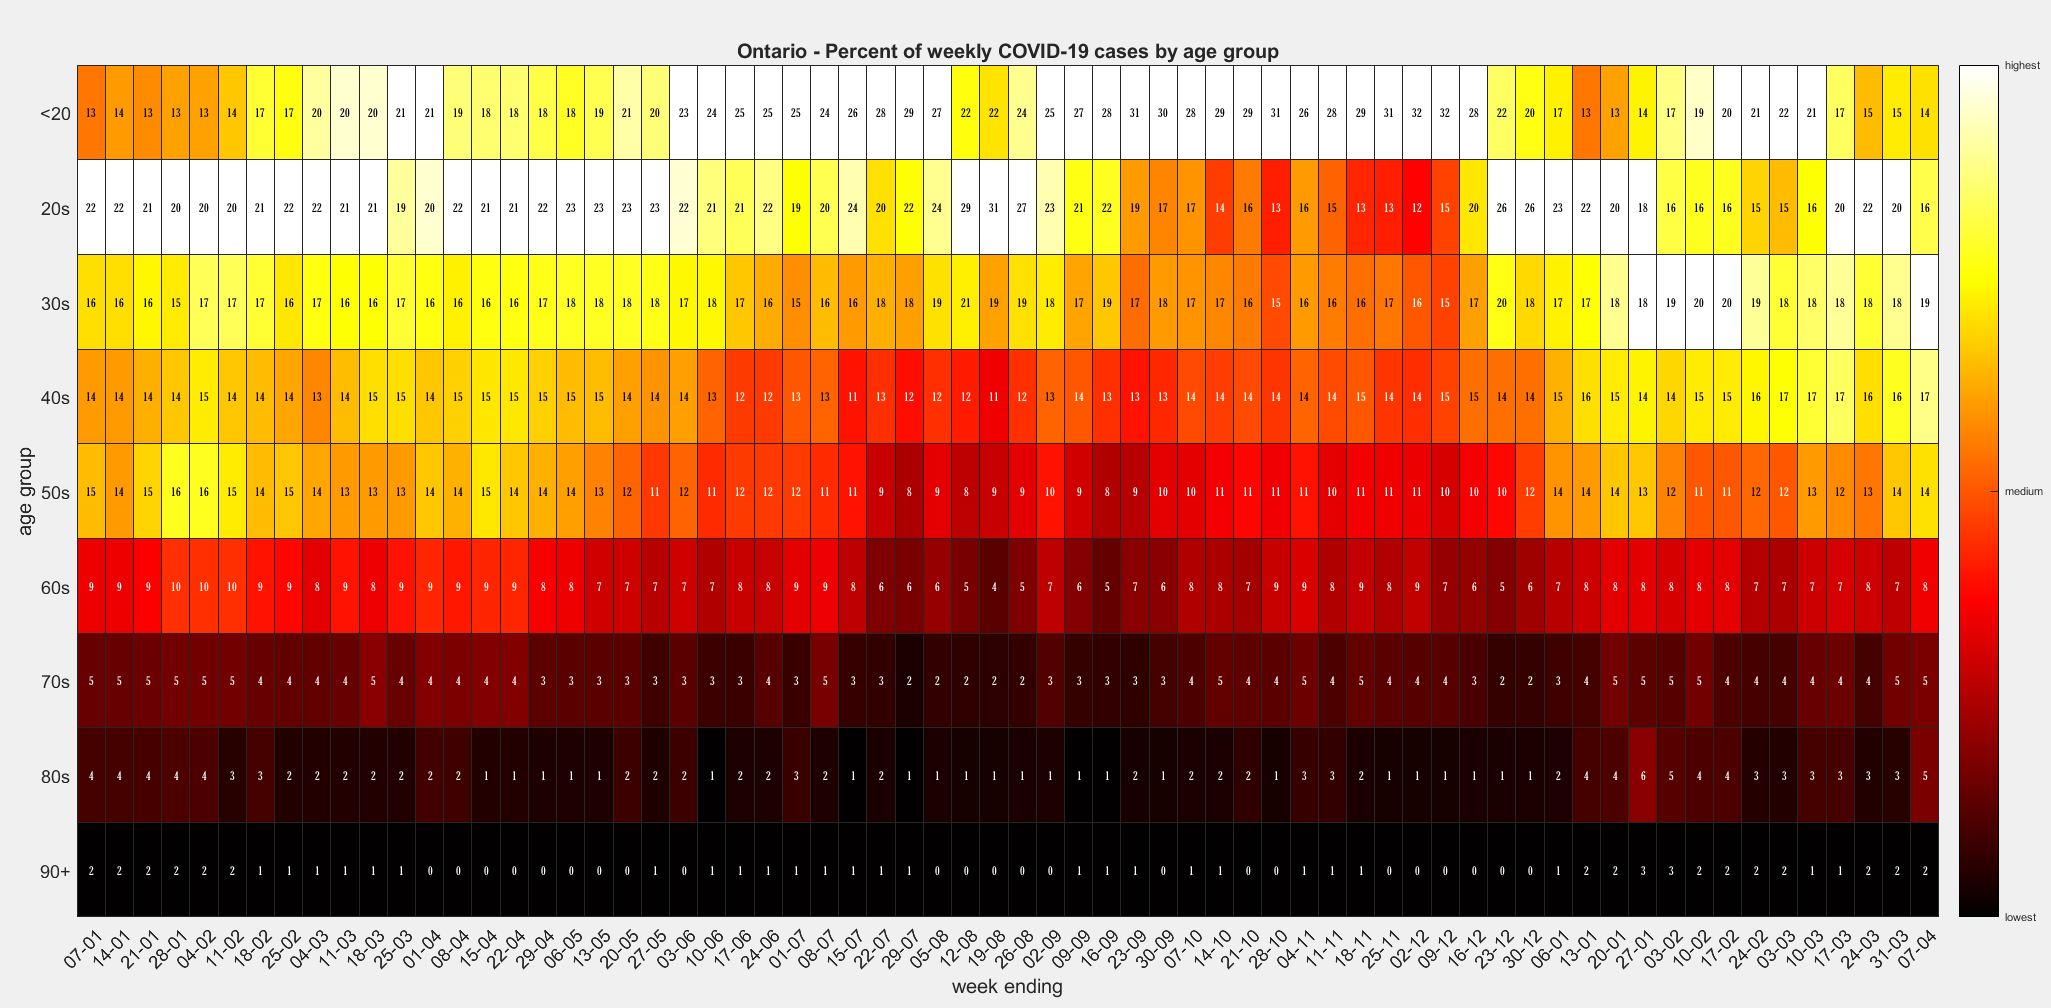 Ontario - Percent of weekly COVID-19 cases by age group
<20 13 14 13 13 13 14 17 17 20 20 20 21 21 19 18 18 18 18 19 21 20 23 24 25 25 25 24 26 28 29 27 22 22 24 25 27 28 31 30 28 29 29 31 26 28 29 31 32 32 28 22 20 17 13 13 14 17 19 20 21 22 21 17 15 15 14
20s 22 22 21 20 20 20 21 22 22 21 21 19 20 22 21 21 22 23 23 23 23 22 21 21 22 19 20 24 20 22 24 29 31 27 23 21 22 19 17 17 14 16 13 16 15 13 13 12 15 20 26 26 23 22 20 18 16 16 16 15 15 16 20 22 20 16
30s 16 16 16 15 17 17 17 16 17 16 16 17 16 16 16 16 17 18 18 18 18 17 18 17 16 15 16 16 18 18 19 21 19 19 18 17 19 17 18 17 17 16 15 16 16 16 17 16 15 17 20 18 17 17 18 18 19 20 20 19 18 18 18 18 18 19
40s 14 14 14 14 15 14 14 14 13 14 15 15 14 15 15 15 15 15 15 14 14 14 13 12 12 13 13 11 13 12 12 12 11 12 13 14 13 13 13 14 14 14 14 14 14 15 14 14 15 15 14 14 15 16 15 14 14 15 15 16 17 17 17 16 16 17
50s 15 14 15 16 16 15 14 15 14 13 13 13 14 14 15 14 14 14 13 12 11 12 11 12 12 12 11 11 9 8 9 8 9 9 10 9 8 9 10 10 11 11 11 11 10 11 11 11 10 10 10 12 14 14 14 13 12 11 11 12 12 13 12 13 14 14
60s 9 9 9 10 10 10 9 9 8 9 8 9 9 9 9 9 8 8 7 7 7 7 7 8 8 9 9 8 6 6 6 5 4 5 7 6 5 7 6 8 8 7 9 9 8 9 8 9 7 6 5 6 7 8 8 8 8 8 8 7 7 7 7 8 7 8
70s 5 5 5 5 5 5 4 4 4 4 5 4 4 4 4 4 3 3 3 3 3 3 3 3 4 3 5 3 3 2 2 2 2 2 3 3 3 3 3 4 5 4 4 5 4 5 4 4 4 3 2 2 3 4 5 5 5 5 4 4 4 4 4 4 5 5
80s 4 4 4 4 4 3 3 2 2 2 2 2 2 2 1 1 1 1 1 2 2 2 1 2 2 3 2 1 2 1 1 1 1 1 1 1 1 2 1 2 2 2 1 3 3 2 1 1 1 1 1 1 2 4 4 6 5 4 4 3 3 3 3 3 3 5
90+ 2 2 2 2 2 2 1 1 1 1 1 1 0 0 0 0 0 0 0 0 1 0 1 1 1 1 1 1 1 1 0 0 0 0 0 1 1 1 0 1 1 0 0 1 1 1 0 0 0 0 0 0 1 2 2 3 3 2 2 2 2 1 1 2 2 2
age group
07-01 14-01 21-01 28-01 04-02 11-02 18-02 25-02 04-03 11-03 18-03 25-03 01-04 08-04 15-04 22-04 29-04 06-05 13-05 20-05 27-05 03-06 10-06 17-06 24-06 01-07 08-07 15-07 22-07 29-07 05-08 12-08 19-08 26-08 02-09 09-09 16-09 23-09 30-09 07-10 14-10 21-10 28-10 04-11 11-11 18-11 25-11 02-12 09-12 16-12 23-12 30-12 06-01 13-01 20-01 27-01 03-02 10-02 17-02 24-02 03-03 10-03 17-03 24-03 31-03 07-04
week ending
highest
medium
lowest